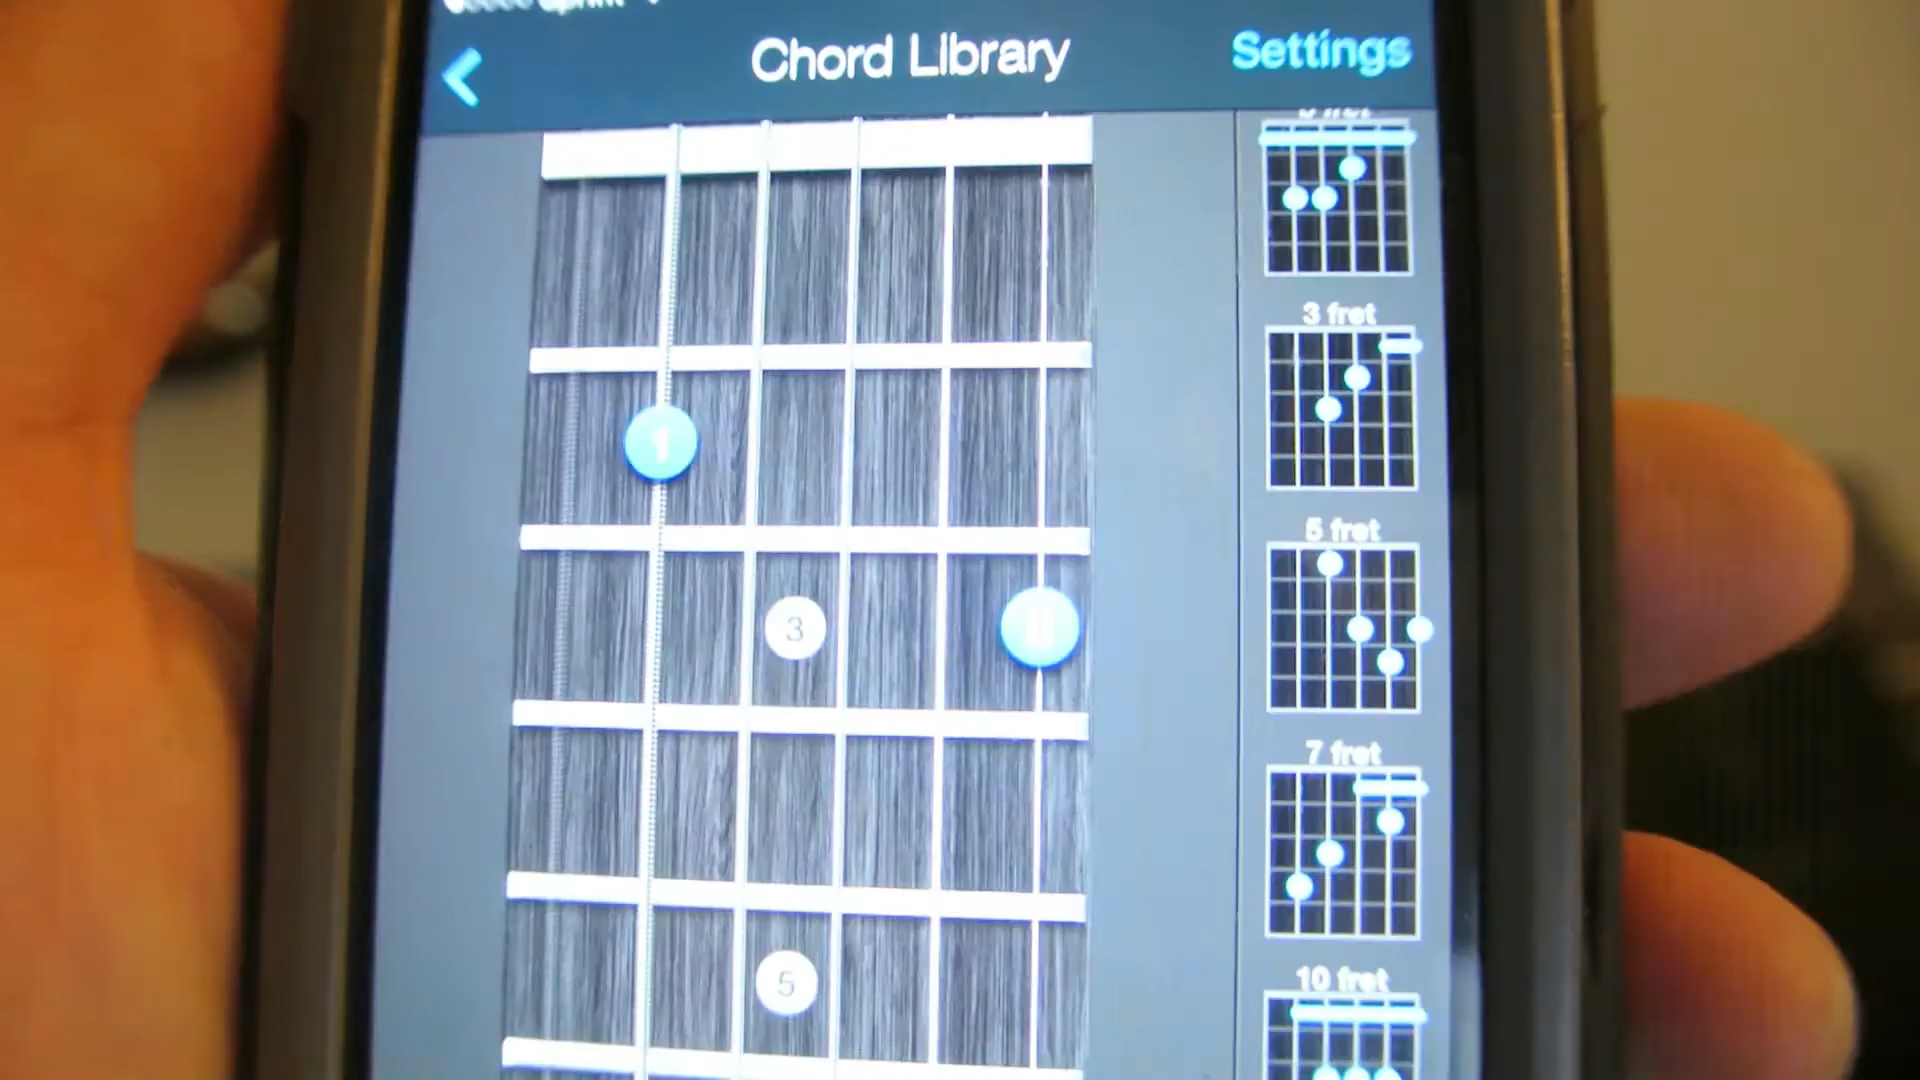 Chord Library
Settings
3 fret
1
5 fret
3
7 fret
5
10 fret